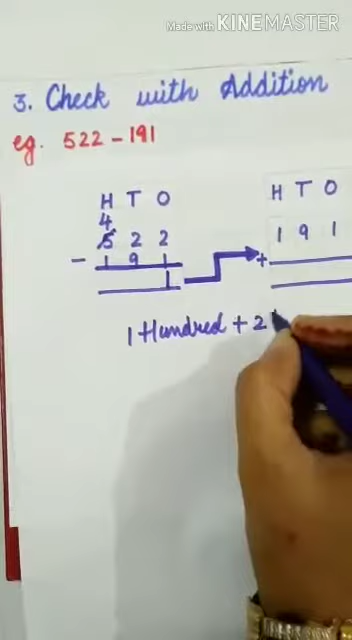 Made with KINEMASTER
3. Check with Addition
eg. 522 - 191
H T O
4
5 2 2
- 1 9 1
1
H T O
1 9 1
+
1 Hundred + 2